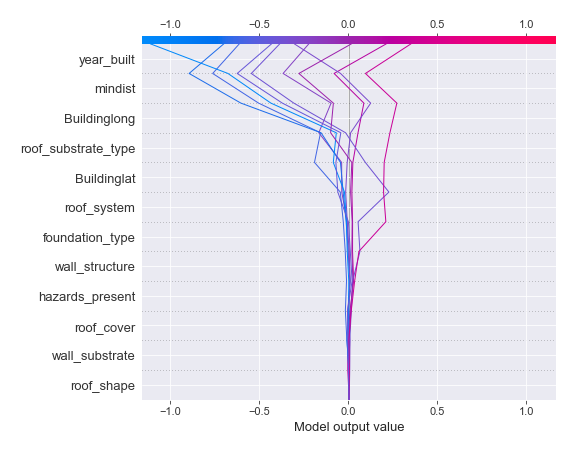 −1.0 −0.5 0.0 0.5 1.0
year_built
mindist
Buildinglong
roof_substrate_type
Buildinglat
roof_system
foundation_type
wall_structure
hazards_present
roof_cover
wall_substrate
roof_shape
−1.0 −0.5 0.0 0.5 1.0
Model output value